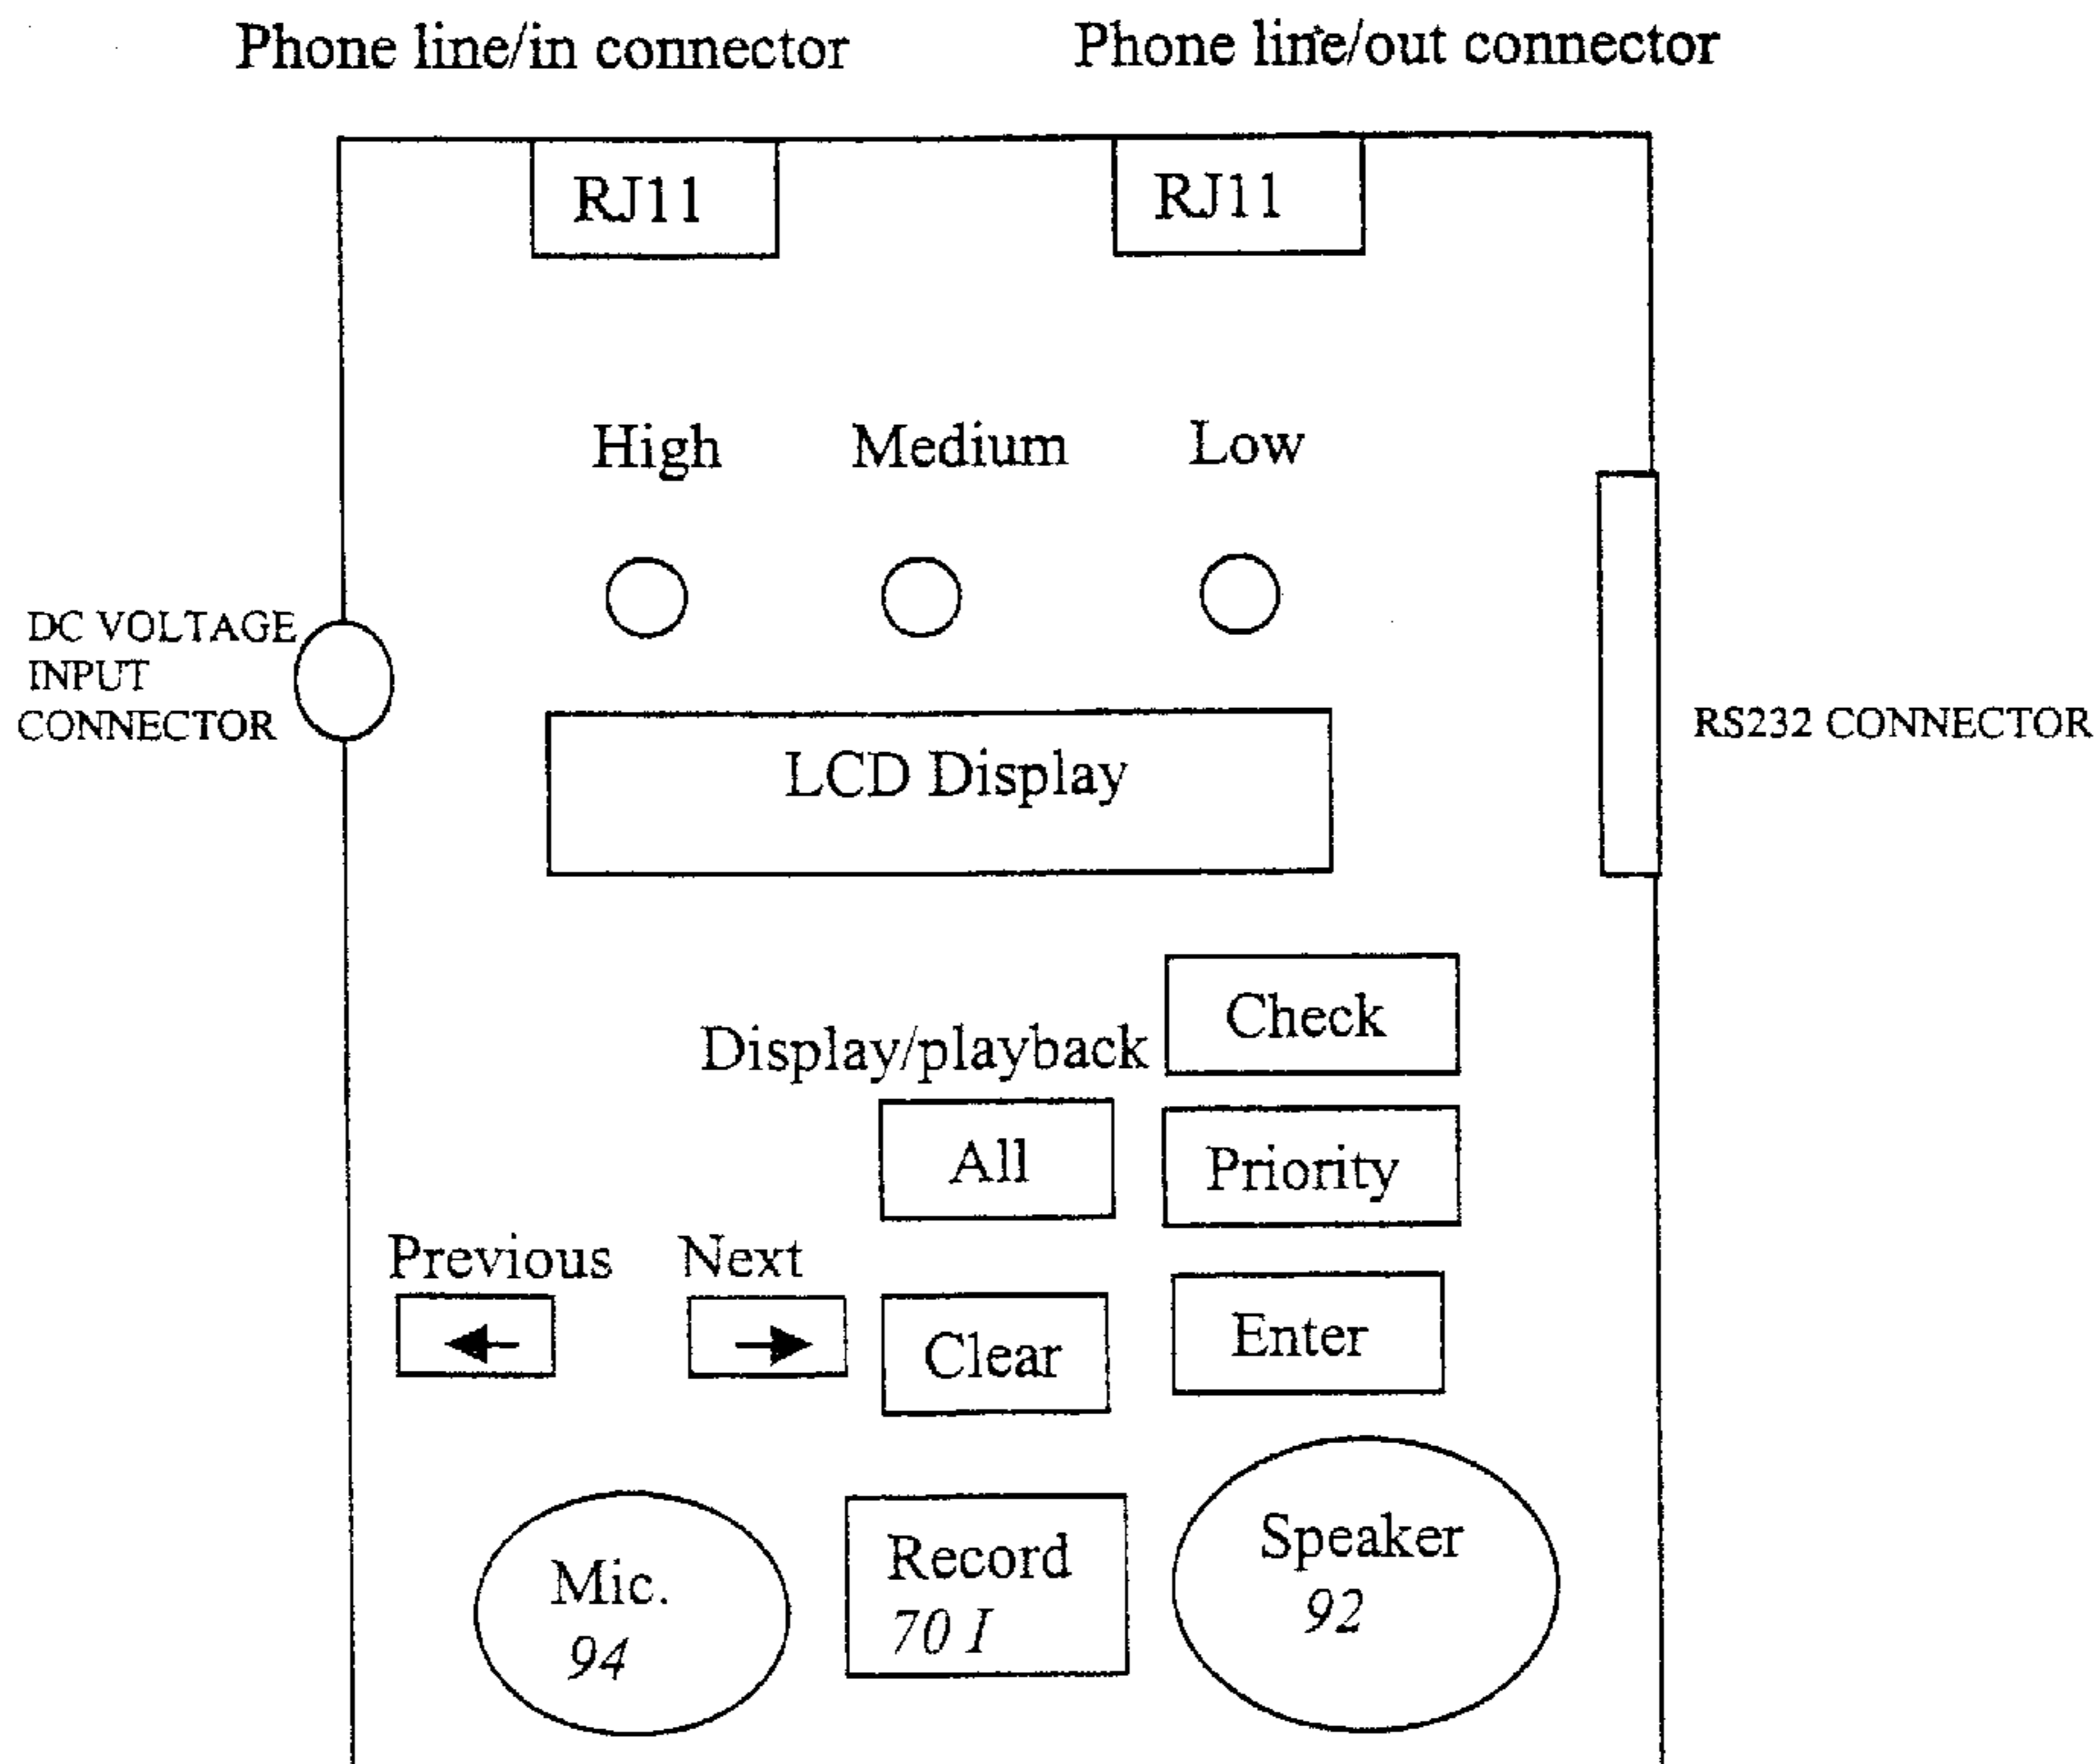 Phone line/in connector
Phone line/out connector
RJ11
RJ11
High
Medium
Low
DC VOLTAGE
INPUT
CONNECTOR
LCD Display
RS232 CONNECTOR
Check
Display/playback
All
Priority
Previous
Next
Clear
Enter
Mic.
94
Record
70 I
Speaker
92